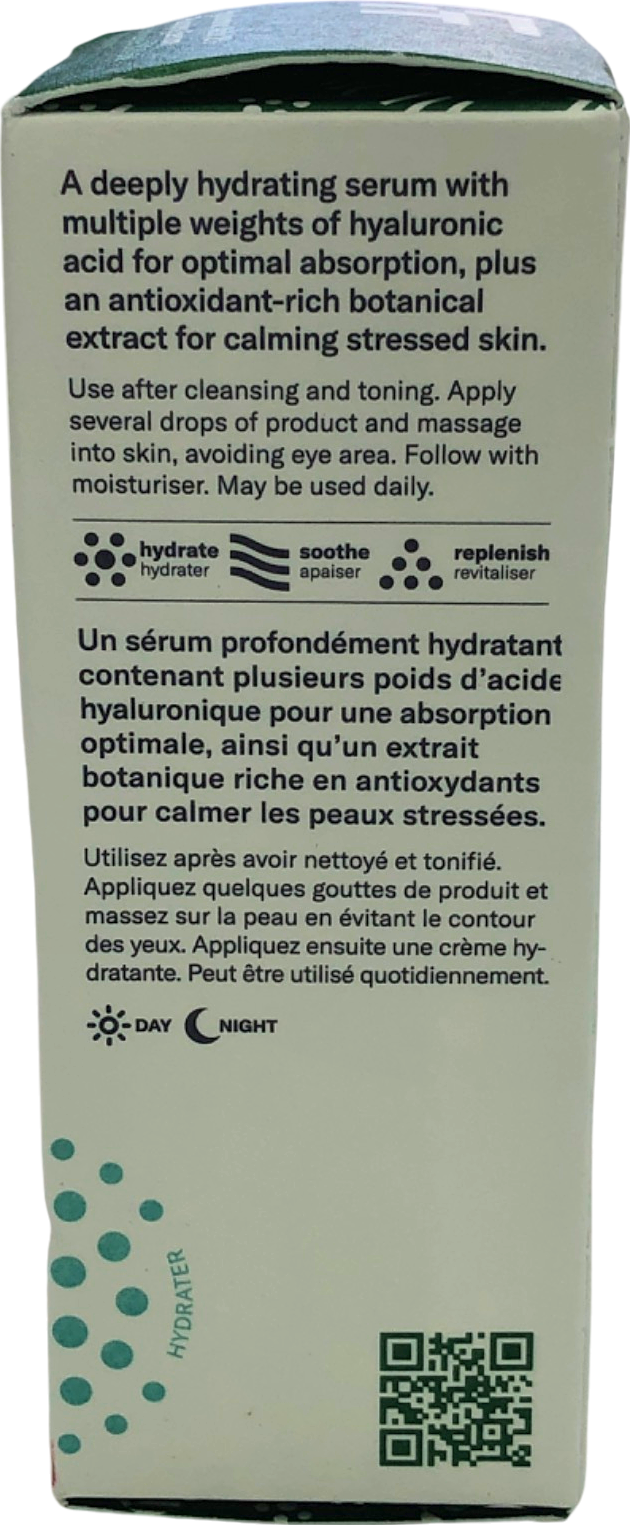 A deeply hydrating serum with
multiple weights of hyaluronic
acid for optimal absorption, plus
an antioxidant-rich botanical
extract for calming stressed skin.
Use after cleansing and toning. Apply
several drops of product and massage
into skin, avoiding eye area. Follow with
moisturiser. May be used daily.
hydrate soothe replenish
hydrater apaiser revitaliser
Un sérum profondément hydratant
contenant plusieurs poids d'acide
hyaluronique pour une absorption
optimale, ainsi qu'un extrait
botanique riche en antioxydants
pour calmer les peaux stressées.
Utilisez après avoir nettoyé et tonifié.
Appliquez quelques gouttes de produit et
massez sur la peau en évitant le contour
des yeux. Appliquez ensuite une crème hy-
dratante. Peut être utilisé quotidiennement.
DAY NIGHT
HYDRATER